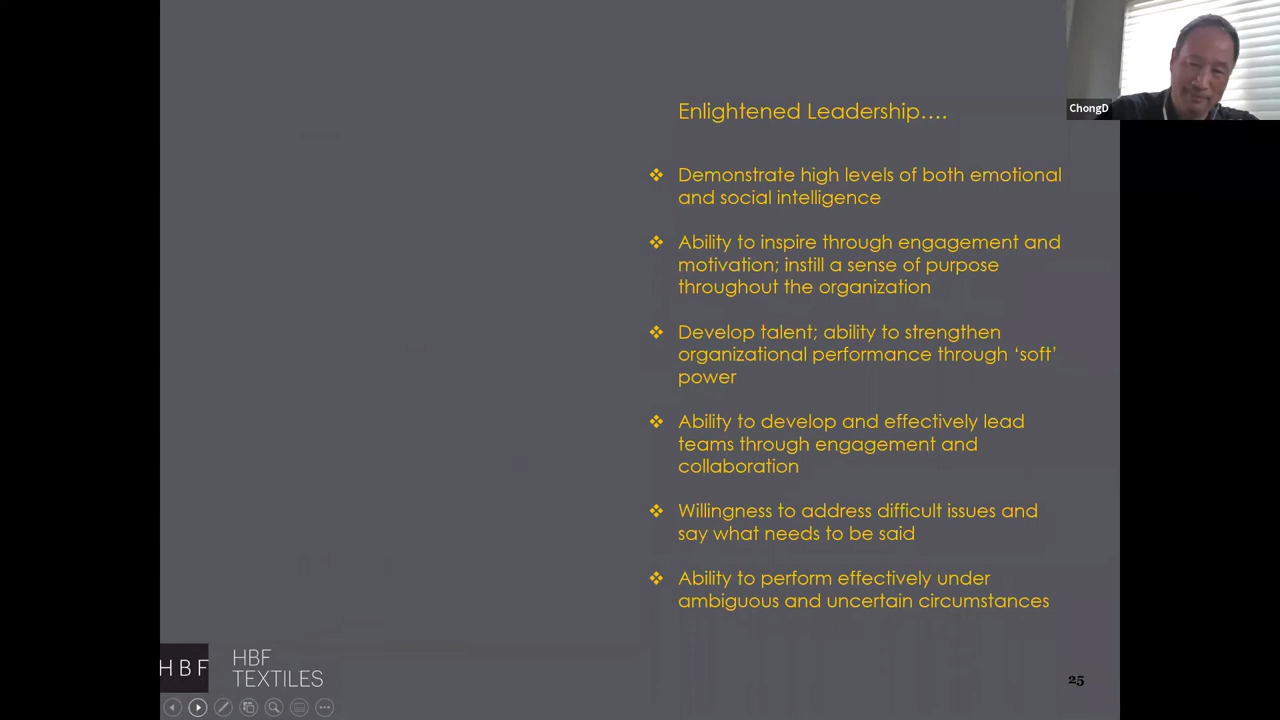 ChongD
Enlightened Leadership....
❖ Demonstrate high levels of both emotional
and social intelligence
❖ Ability to inspire through engagement and
motivation; instill a sense of purpose
throughout the organization
❖ Develop talent; ability to strengthen
organizational performance through ‘soft’
power
❖ Ability to develop and effectively lead
teams through engagement and
collaboration
❖ Willingness to address difficult issues and
say what needs to be said
❖ Ability to perform effectively under
ambiguous and uncertain circumstances
HBF
HBF
TEXTILES
25